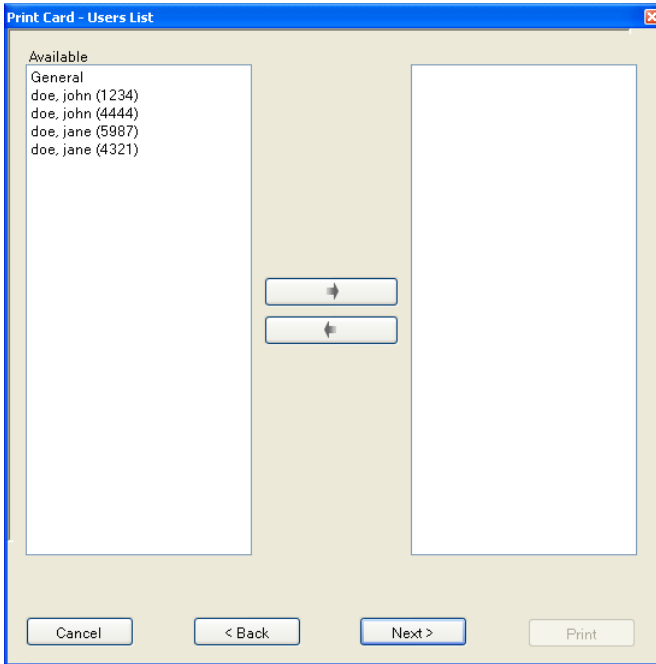 Print Card - Users List
Available
General
doe, john (1234)
doe, john (4444)
doe, jane (5987)
doe, jane (4321)
Cancel
< Back
Next >
Print